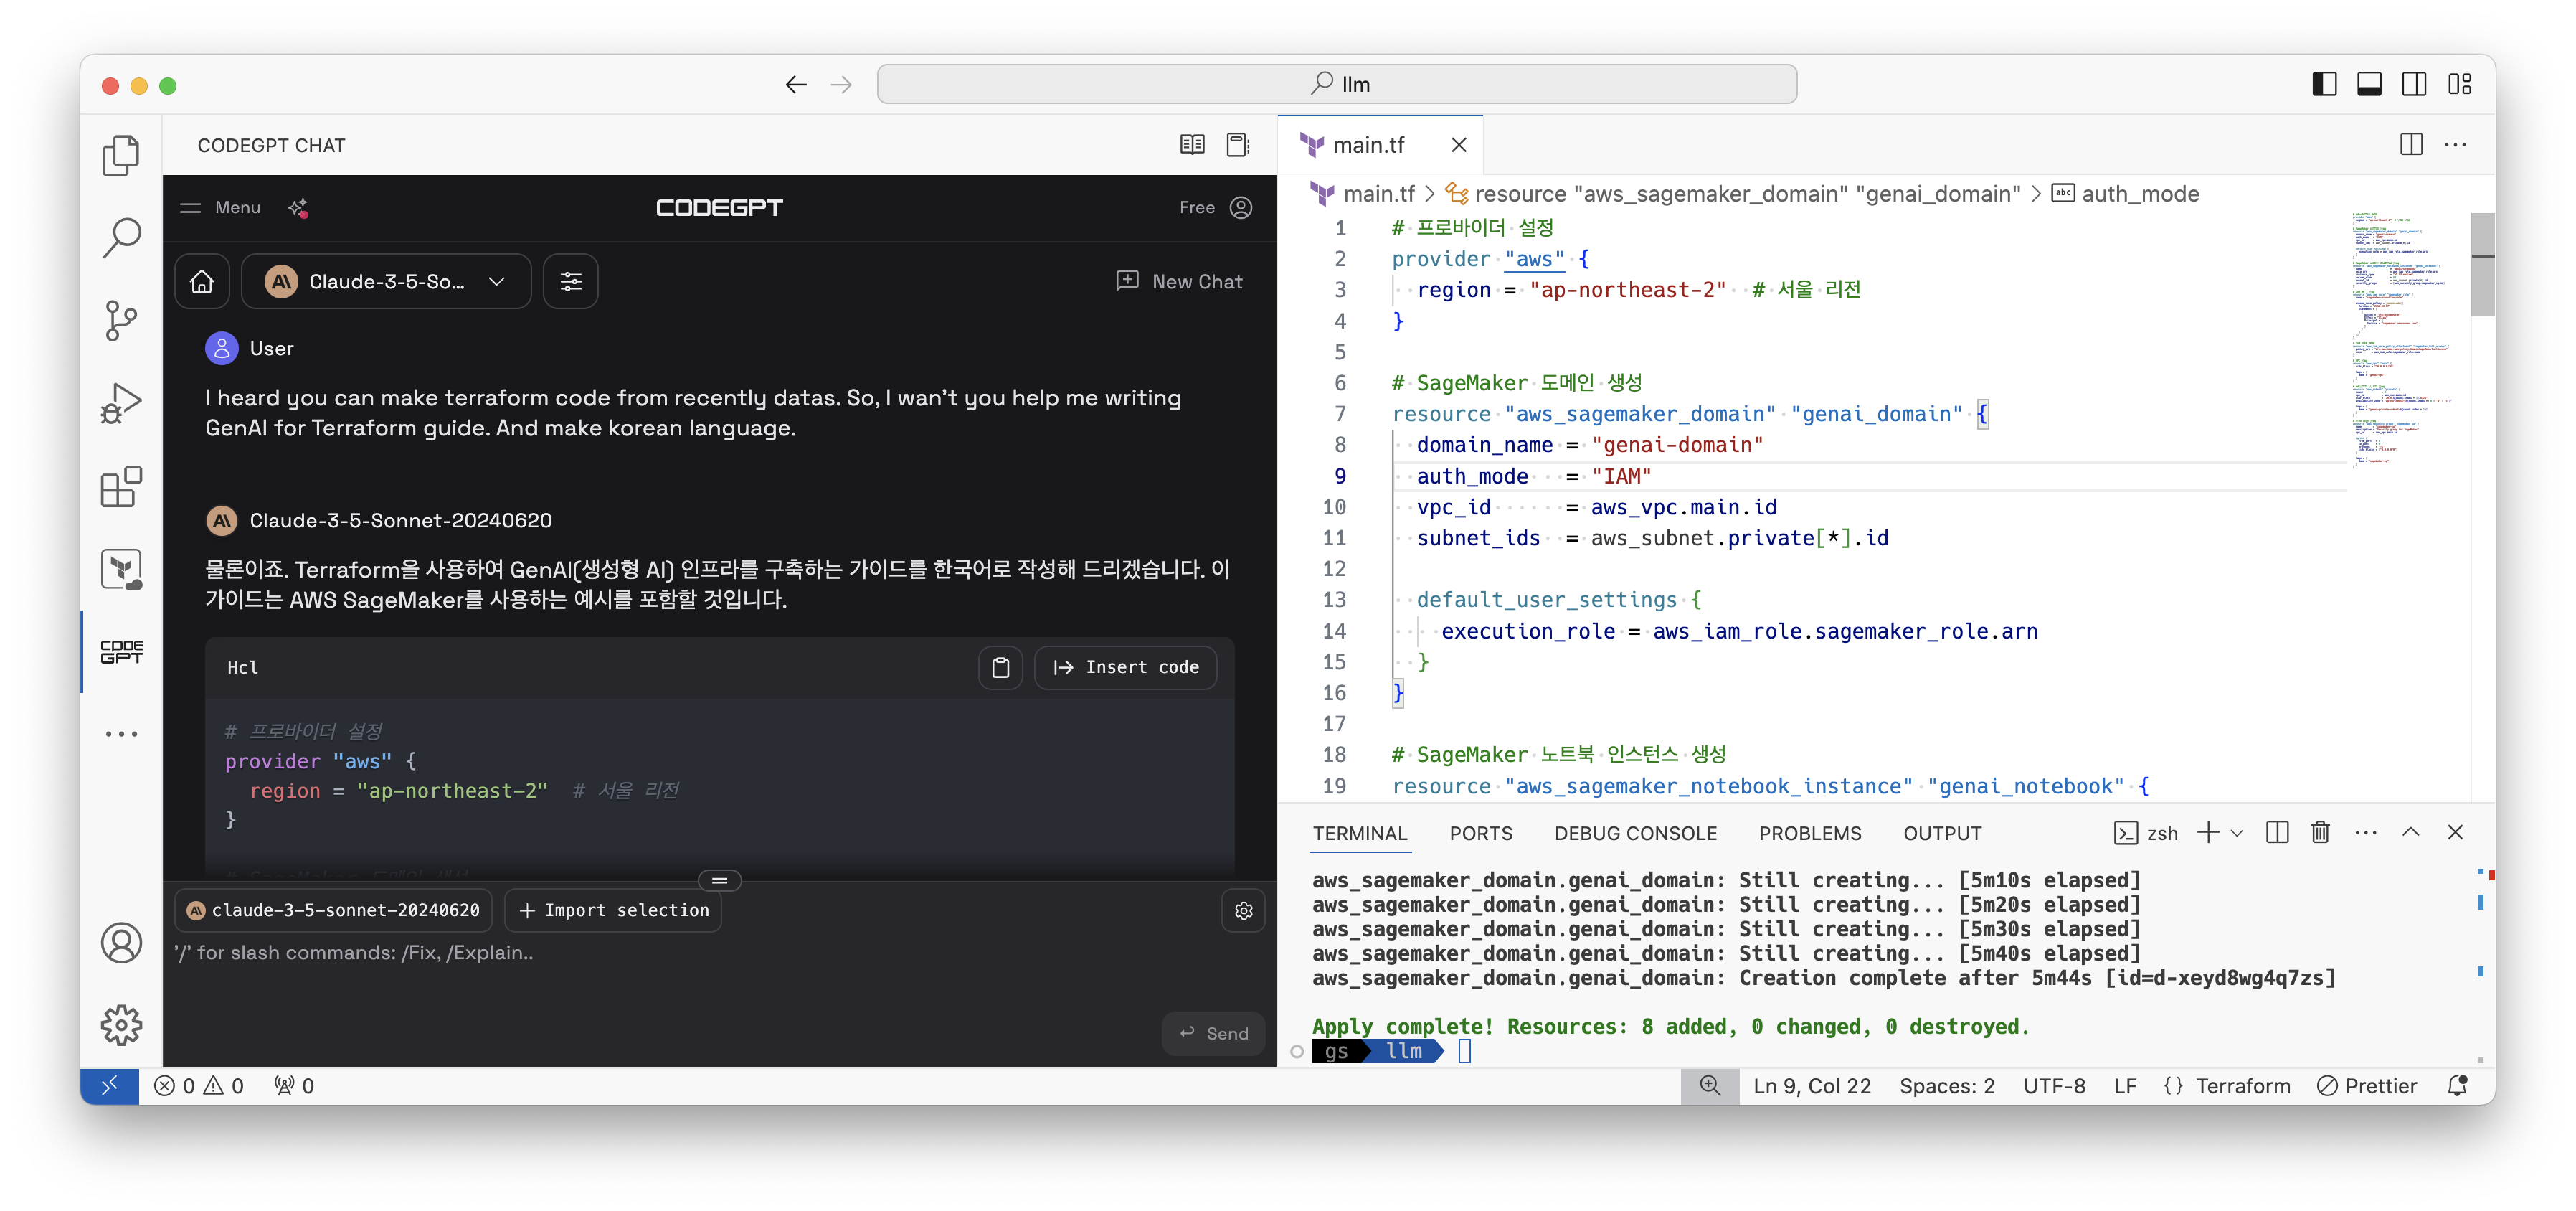 llm
CODEGPT CHAT
Menu
CODEGPT
Free
Claude-3-5-So...
New Chat
User
I heard you can make terraform code from recently datas. So, I wan't you help me writing
GenAI for Terraform guide. And make korean language.
Claude-3-5-Sonnet-20240620
물론이죠. Terraform을 사용하여 GenAI(생성형 AI) 인프라를 구축하는 가이드를 한국어로 작성해 드리겠습니다. 이
가이드는 AWS SageMaker를 사용하는 예시를 포함할 것입니다.
Hcl
Insert code
# 프로바이더 설정
provider "aws" {
region = "ap-northeast-2" # 서울 리전
}
# SageMaker 도메인 생성
claude-3-5-sonnet-20240620
+ Import selection
'/' for slash commands: /Fix, /Explain..
Send
CODE
GPT
main.tf
main.tf > resource "aws_sagemaker_domain" "genai_domain" > abc auth_mode
1 # 프로바이더 설정
2 provider "aws" {
3 region = "ap-northeast-2" # 서울 리전
4 }
5
6 # SageMaker 도메인 생성
7 resource "aws_sagemaker_domain" "genai_domain" {
8 domain_name = "genai-domain"
9 auth_mode = "IAM"
10 vpc_id = aws_vpc.main.id
11 subnet_ids = aws_subnet.private[*].id
12
13 default_user_settings {
14 execution_role = aws_iam_role.sagemaker_role.arn
15 }
16 }
17
18 # SageMaker 노트북 인스턴스 생성
19 resource "aws_sagemaker_notebook_instance" "genai_notebook" {
TERMINAL PORTS DEBUG CONSOLE PROBLEMS OUTPUT zsh
aws_sagemaker_domain.genai_domain: Still creating... [5m10s elapsed]
aws_sagemaker_domain.genai_domain: Still creating... [5m20s elapsed]
aws_sagemaker_domain.genai_domain: Still creating... [5m30s elapsed]
aws_sagemaker_domain.genai_domain: Still creating... [5m40s elapsed]
aws_sagemaker_domain.genai_domain: Creation complete after 5m44s [id=d-xeyd8wg4q7zs]
Apply complete! Resources: 8 added, 0 changed, 0 destroyed.
gs llm
0 0 0
Ln 9, Col 22 Spaces: 2 UTF-8 LF {} Terraform Prettier